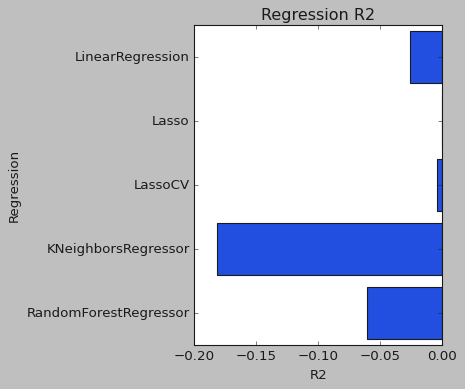 Regression R2
LinearRegression
Lasso
LassoCV
KNeighborsRegressor
RandomForestRegressor
Regression
−0.20 −0.15 −0.10 −0.05 0.00
R2